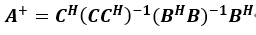 A⁺ = Cᴴ(CCᴴ)⁻¹(BᴴB)⁻¹Bᴴ